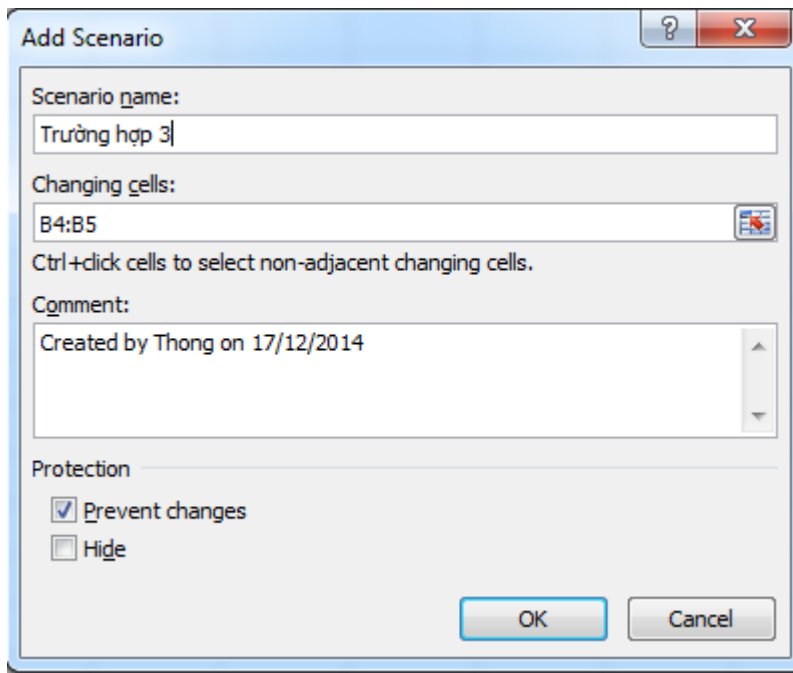 Add Scenario
Scenario name:
Trường hợp 3
Changing cells:
B4:B5
Ctrl+click cells to select non-adjacent changing cells.
Comment:
Created by Thong on 17/12/2014
Protection
Prevent changes
Hide
OK Cancel